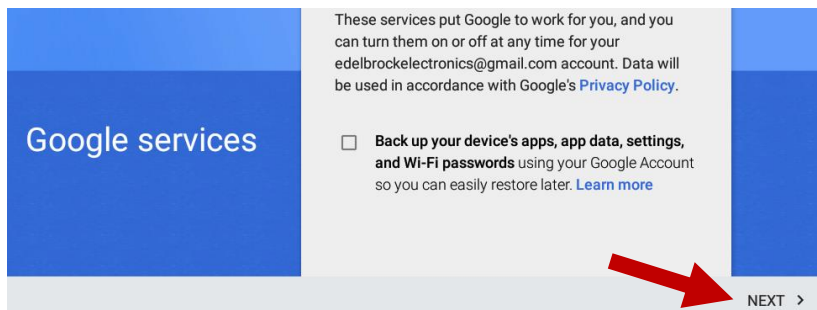 These services put Google to work for you, and you
can turn them on or off at any time for your
edelbrockelectronics@gmail.com account. Data will
be used in accordance with Google's Privacy Policy.
Google services
Back up your device's apps, app data, settings,
and Wi-Fi passwords using your Google Account
so you can easily restore later. Learn more
NEXT >